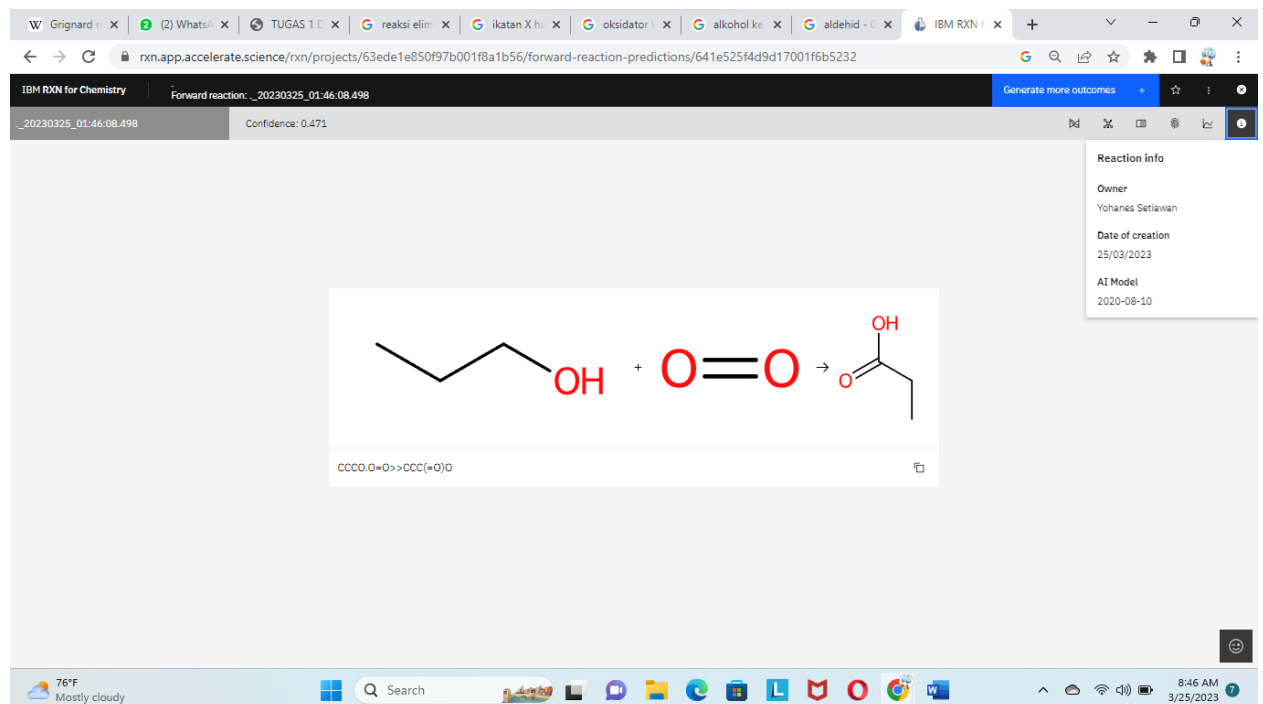 Grignard r
(2) WhatsA
TUGAS 1 D
reaksi elim
ikatan X ha
oksidator k
alkohol ke
aldehid - G
IBM RXN f
rxn.app.accelerate.science/rxn/projects/63ede1e850f97b001f8a1b56/forward-reaction-predictions/641e525f4d9d17001f6b5232
IBM RXN for Chemistry
Forward reaction: ._20230325_01:46:08.498
Generate more outcomes +
._20230325_01:46:08.498
Confidence: 0.471
Reaction info
Owner
Yohanes Setiawan
Date of creation
25/03/2023
AI Model
2020-08-10
OH + O O → OH O
CCCO.O=O>>CCC(=O)O
76°F
Mostly cloudy
Search
8:46 AM
3/25/2023
7